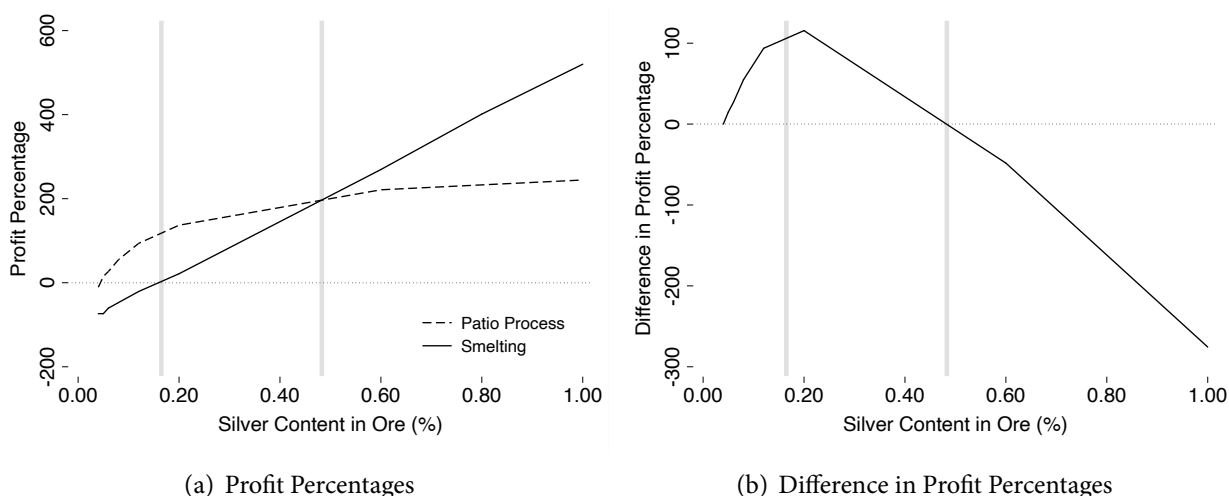 600
400
200
0
-200
Profit Percentage
Patio Process
Smelting
0.00 0.20 0.40 0.60 0.80 1.00
Silver Content in Ore (%)
(a) Profit Percentages
100
0
-100
-200
-300
Difference in Profit Percentage
0.00 0.20 0.40 0.60 0.80 1.00
Silver Content in Ore (%)
(b) Difference in Profit Percentages